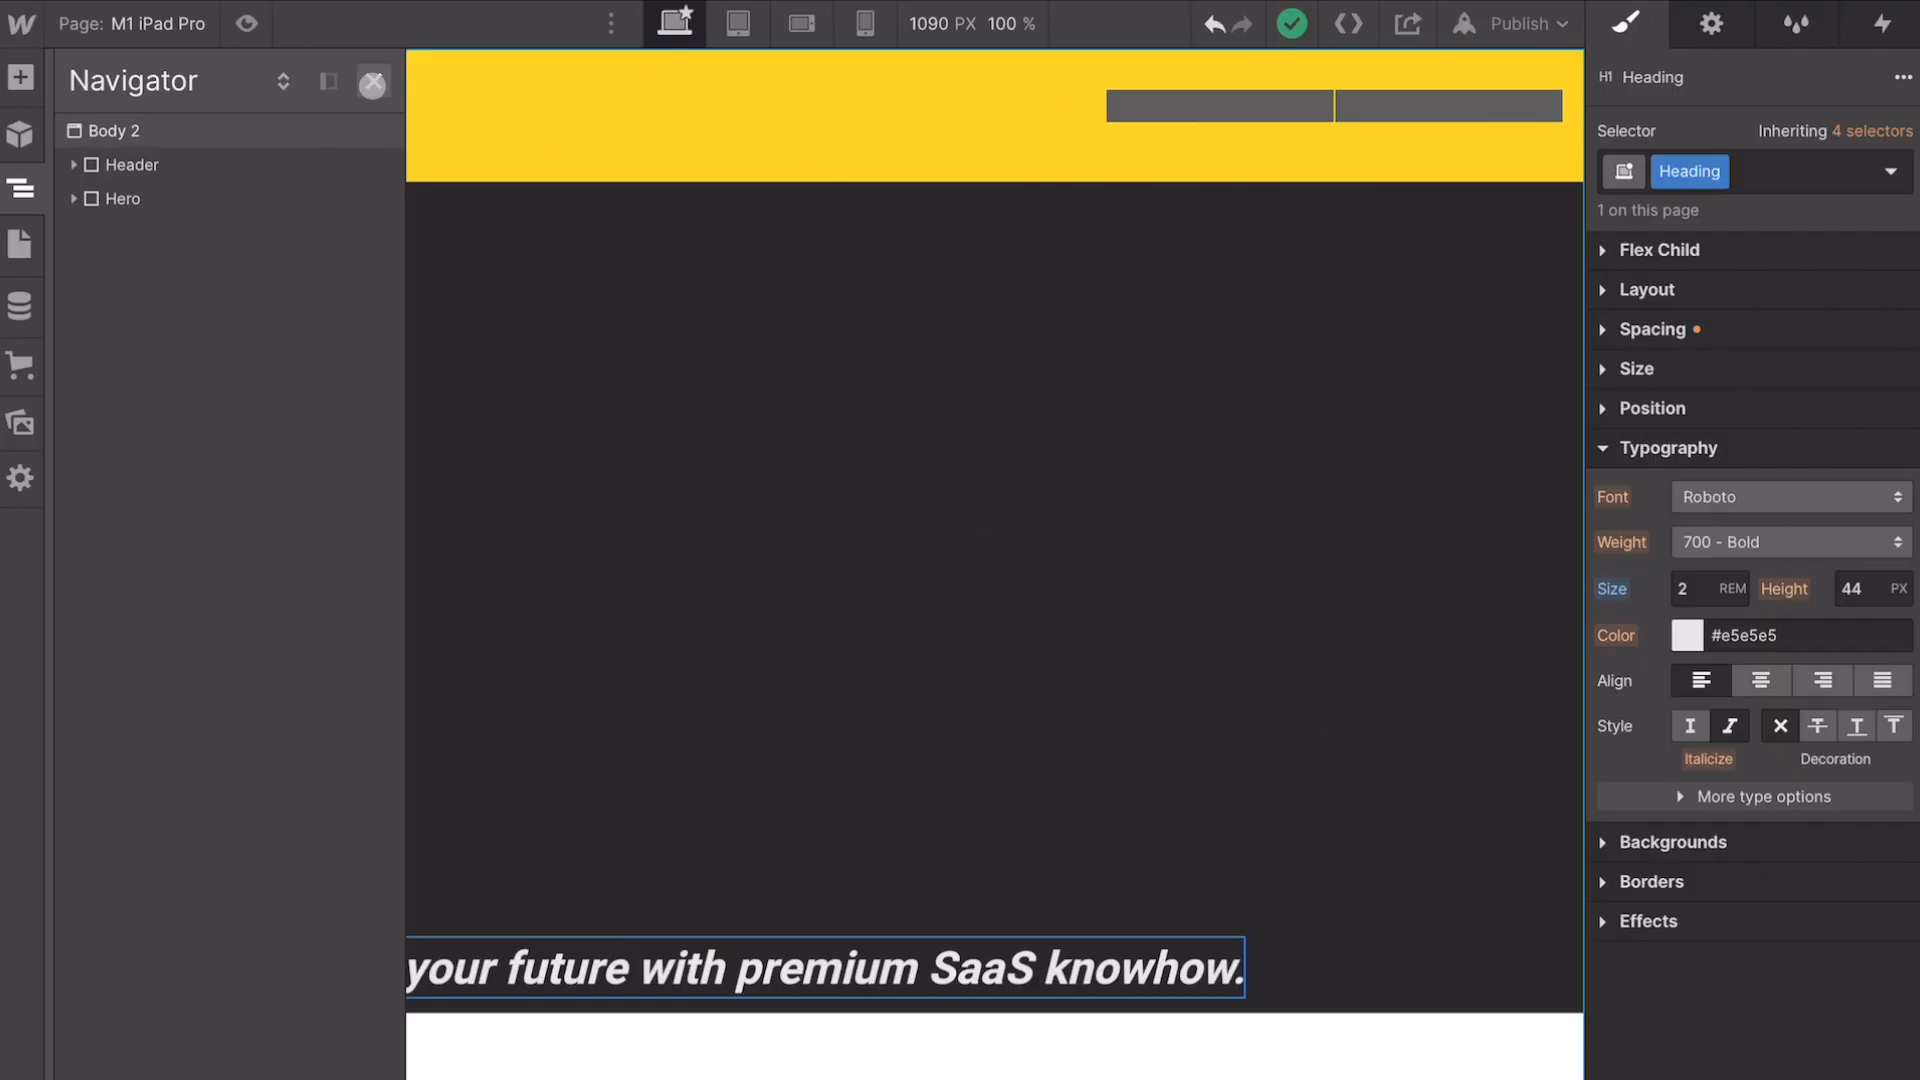 Page: M1 iPad Pro
1090 PX 100 %
Publish
Navigator
Body 2
Header
Hero
your future with premium SaaS knowhow.
H1 Heading
Selector
Inheriting 4 selectors
Heading
1 on this page
Flex Child
Layout
Spacing
Size
Position
Typography
Font Roboto
Weight 700 - Bold
Size 2 REM Height 44 PX
Color #e5e5e5
Align
Style
Italicize Decoration
More type options
Backgrounds
Borders
Effects